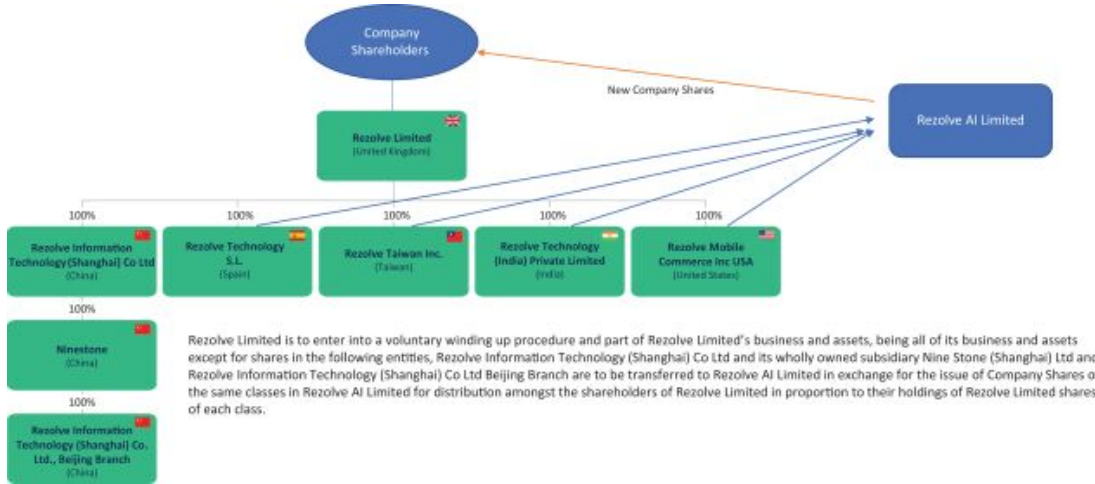 Company
Shareholders
New Company Shares
Rezolve AI Limited
Rezolve Limited
(United Kingdom)
100%
100%
100%
100%
100%
Rezolve Information
Technology (Shanghai) Co Ltd
(China)
Rezolve Technology
S.L.
(Spain)
Rezolve Taiwan Inc.
(Taiwan)
Rezolve Technology
(India) Private Limited
(India)
Rezolve Mobile
Commerce Inc USA
(United States)
100%
Ninestone
(China)
100%
Rezolve Information
Technology (Shanghai) Co.
Ltd., Beijing Branch
(China)
Rezolve Limited is to enter into a voluntary winding up procedure and part of Rezolve Limited's business and assets, being all of its business and assets
except for shares in the following entities, Rezolve Information Technology (Shanghai) Co Ltd and its wholly owned subsidiary Nine Stone (Shanghai) Ltd and
Rezolve Information Technology (Shanghai) Co Ltd Beijing Branch are to be transferred to Rezolve AI Limited in exchange for the issue of Company Shares o
the same classes in Rezolve AI Limited for distribution amongst the shareholders of Rezolve Limited in proportion to their holdings of Rezolve Limited shares
of each class.